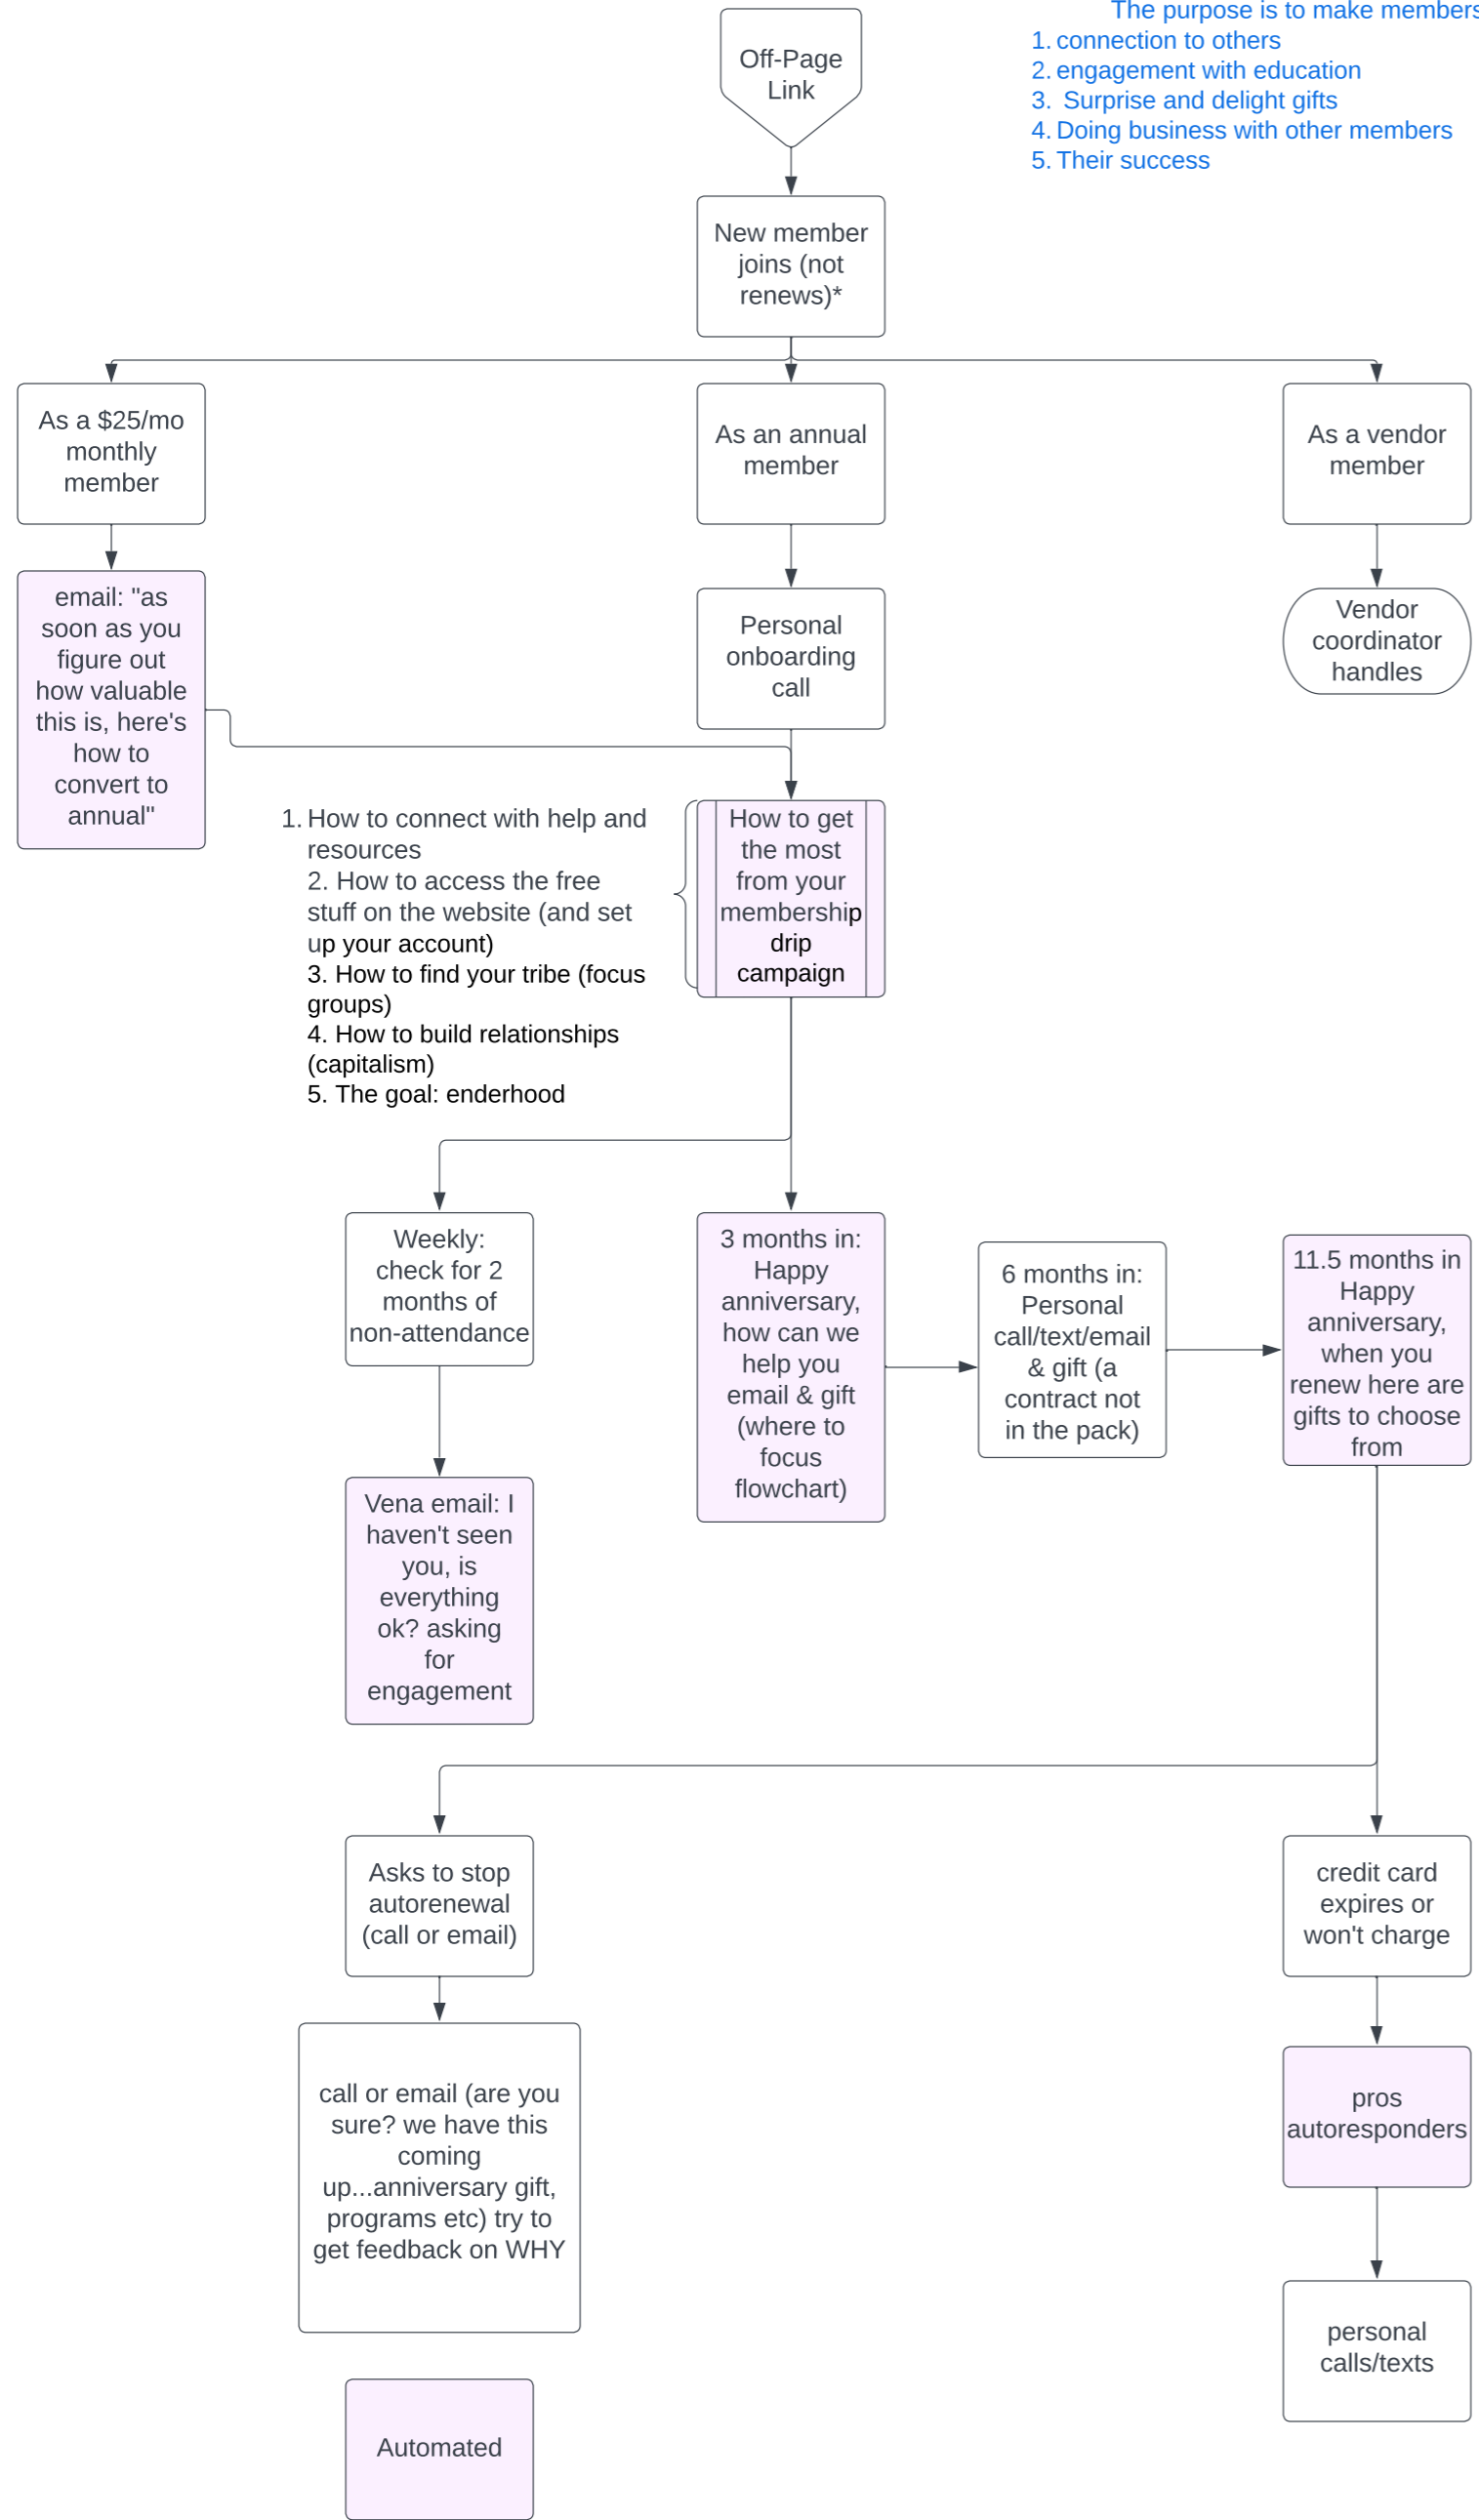 The purpose is to make members
1. connection to others
2. engagement with education
3. Surprise and delight gifts
4. Doing business with other members
5. Their success
Off-Page
Link
New member
joins (not
renews)*
As a $25/mo
monthly
member
As an annual
member
As a vendor
member
email: "as
soon as you
figure out
how valuable
this is, here's
how to
convert to
annual"
Personal
onboarding
call
Vendor
coordinator
handles
1. How to connect with help and
resources
2. How to access the free
stuff on the website (and set
up your account)
3. How to find your tribe (focus
groups)
4. How to build relationships
(capitalism)
5. The goal: enderhood
How to get
the most
from your
membership
drip
campaign
Weekly:
check for 2
months of
non-attendance
3 months in:
Happy
anniversary,
how can we
help you
email & gift
(where to
focus
flowchart)
6 months in:
Personal
call/text/email
& gift (a
contract not
in the pack)
11.5 months in
Happy
anniversary,
when you
renew here are
gifts to choose
from
Vena email: I
haven't seen
you, is
everything
ok? asking
for
engagement
Asks to stop
autorenewal
(call or email)
credit card
expires or
won't charge
call or email (are you
sure? we have this
coming
up...anniversary gift,
programs etc) try to
get feedback on WHY
pros
autoresponders
personal
calls/texts
Automated